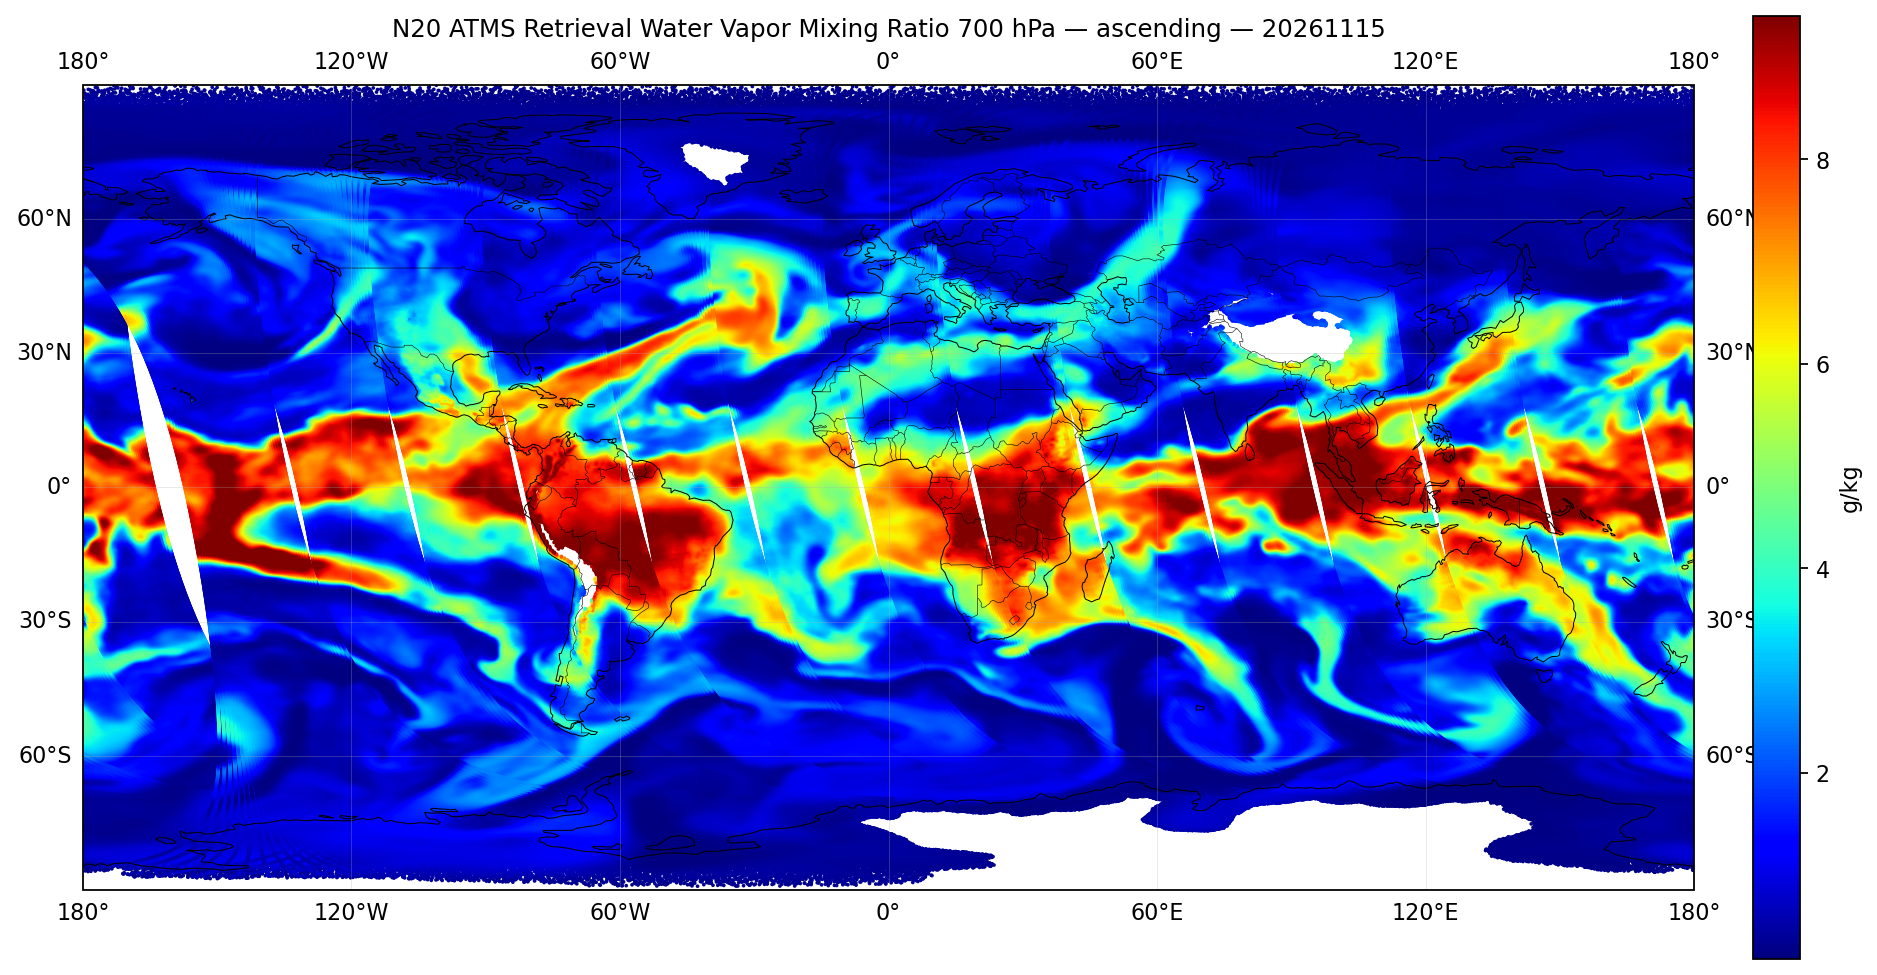 N20 ATMS Retrieval Water Vapor Mixing Ratio 700 hPa — ascending — 20261115
180° 120°W 60°W 0° 60°E 120°E 180°
8
60°N 60°N
6
30°N 30°N
0° 0°
g/kg
4
30°S 30°S
2
60°S 60°S
180° 120°W 60°W 0° 60°E 120°E 180°